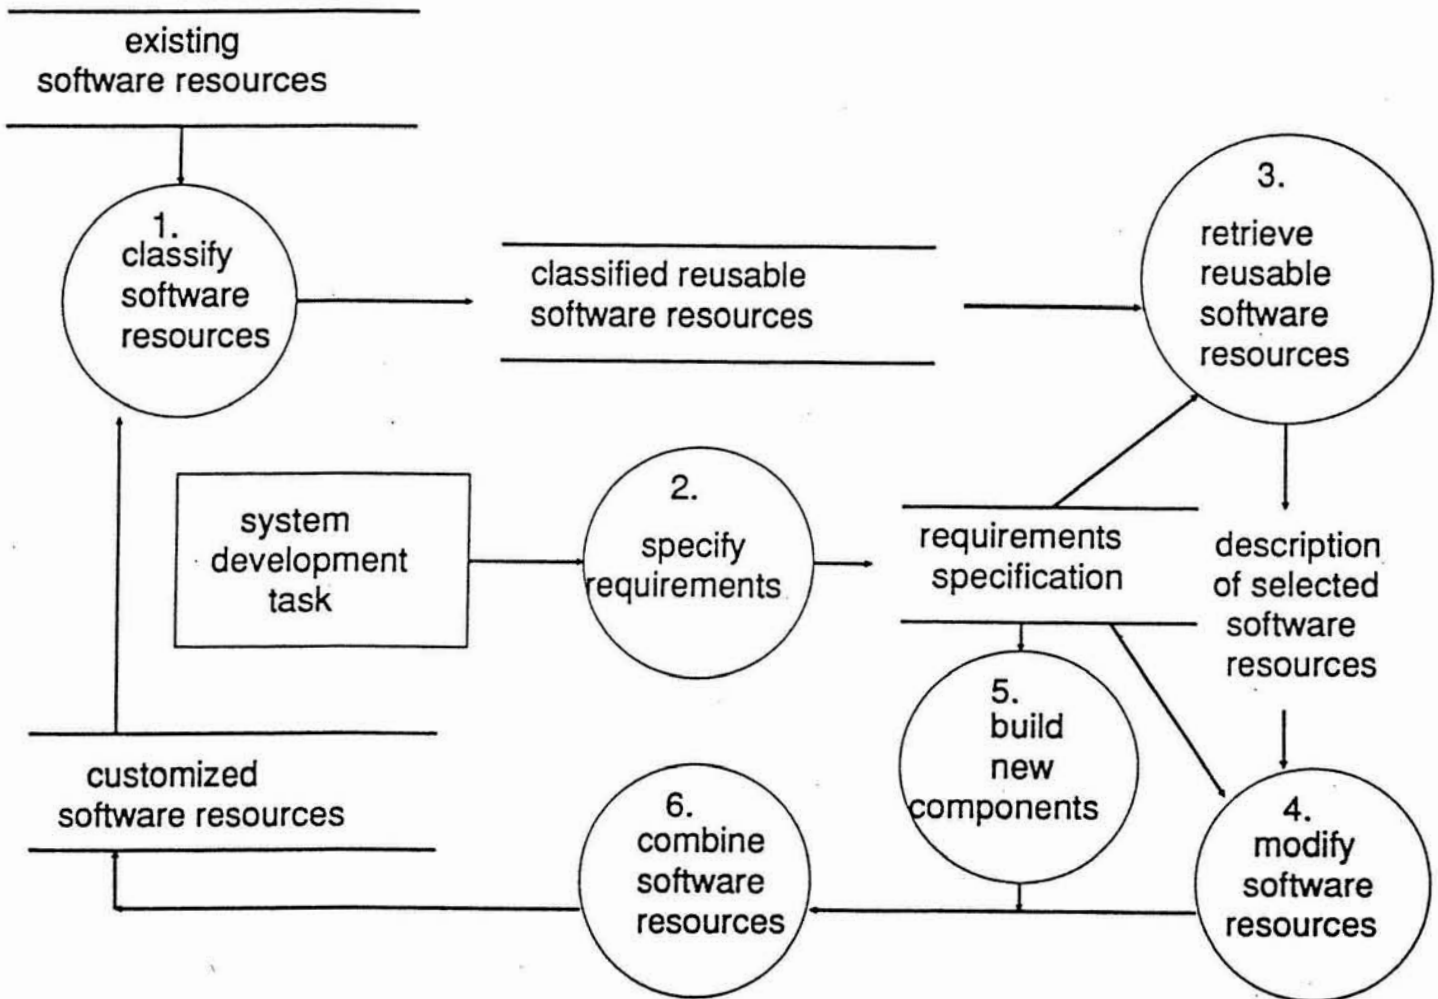 existing
software resources
1.
classify
software
resources
classified reusable
software resources
3.
retrieve
reusable
software
resources
system
development
task
2.
specify
requirements
requirements
specification
description
of selected
software
resources
5.
build
new
components
4.
modify
software
resources
6.
combine
software
resources
customized
software resources